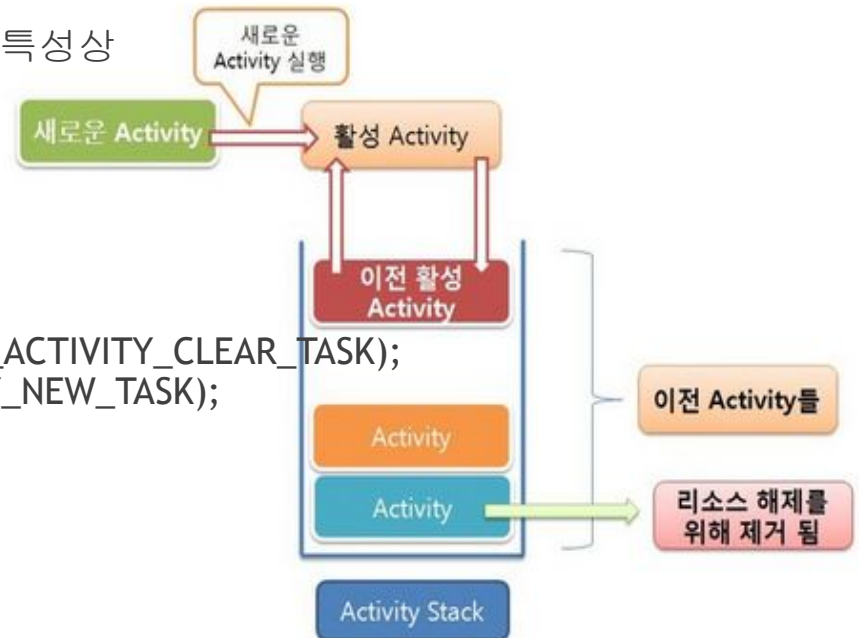 특성상
새로운
Activity 실행
새로운 Activity
활성 Activity
이전 활성
Activity
_ACTIVITY_CLEAR_TASK);
_NEW_TASK);
이전 Activity들
Activity
Activity
리소스 해제를
위해 제거 됨
Activity Stack